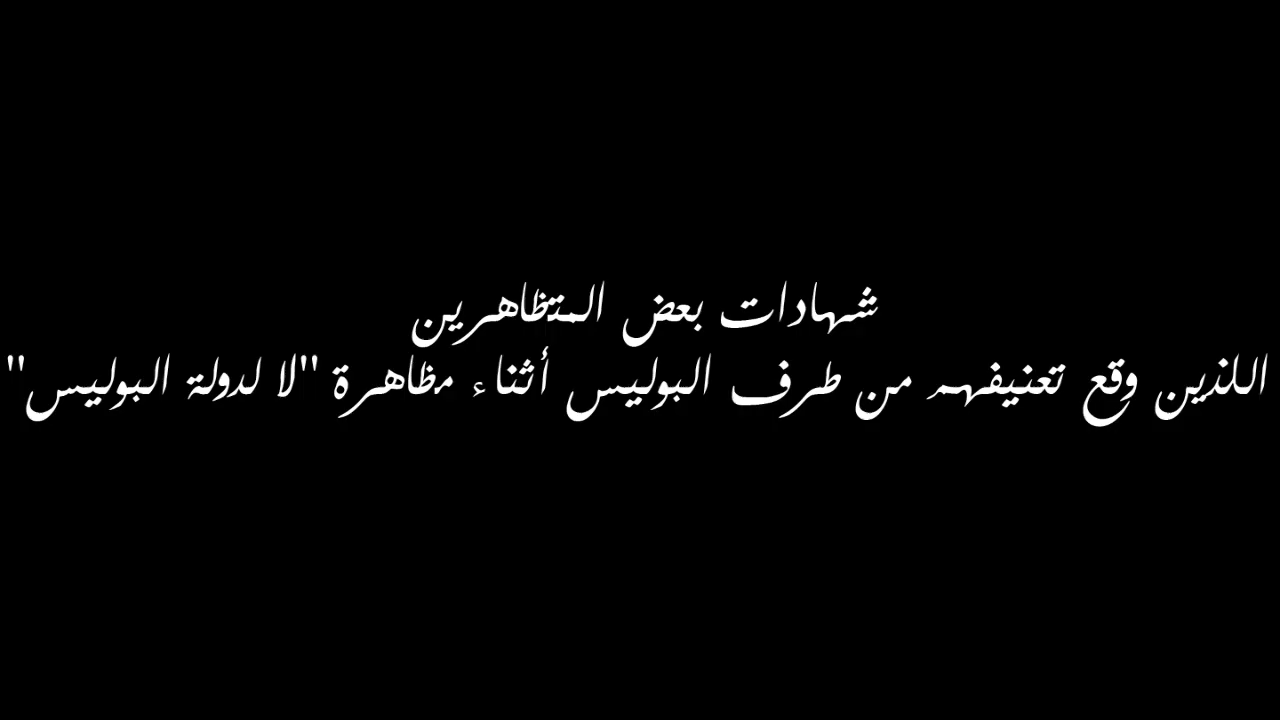 شهادات بعض المتظاهرين
اللذين وقع تعنيفهم من طرف البوليس أثناء مظاهرة "لا لدولة البوليس"